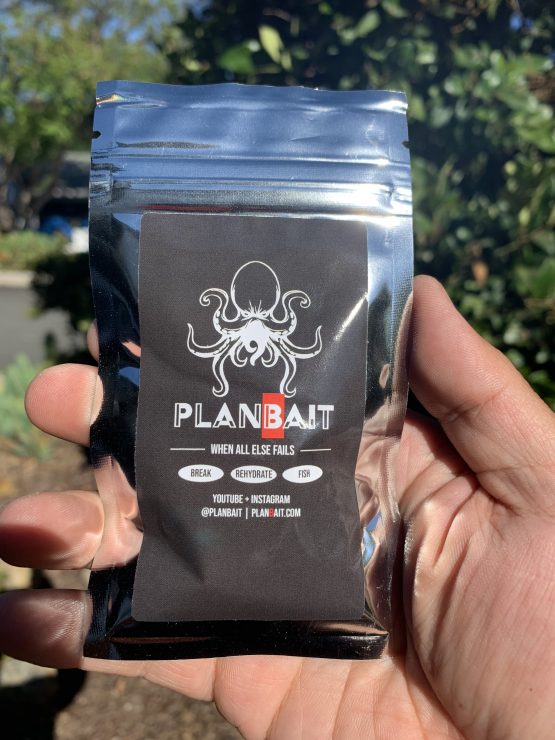 PLANBAIT
WHEN ALL ELSE FAILS
BREAK REHYDRATE FISH
YOUTUBE + INSTAGRAM
@PLANBAIT | PLANBAIT.COM